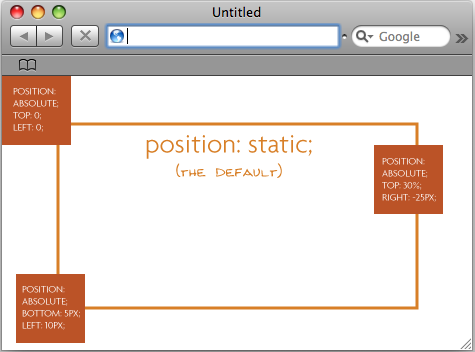 Untitled
Google
POSITION:
ABSOLUTE;
TOP: 0;
LEFT: 0;
position: static;
(THE DEFAULT)
POSITION:
ABSOLUTE;
TOP: 30%;
RIGHT: -25PX;
POSITION:
ABSOLUTE;
BOTTOM: 5PX;
LEFT: 10PX;